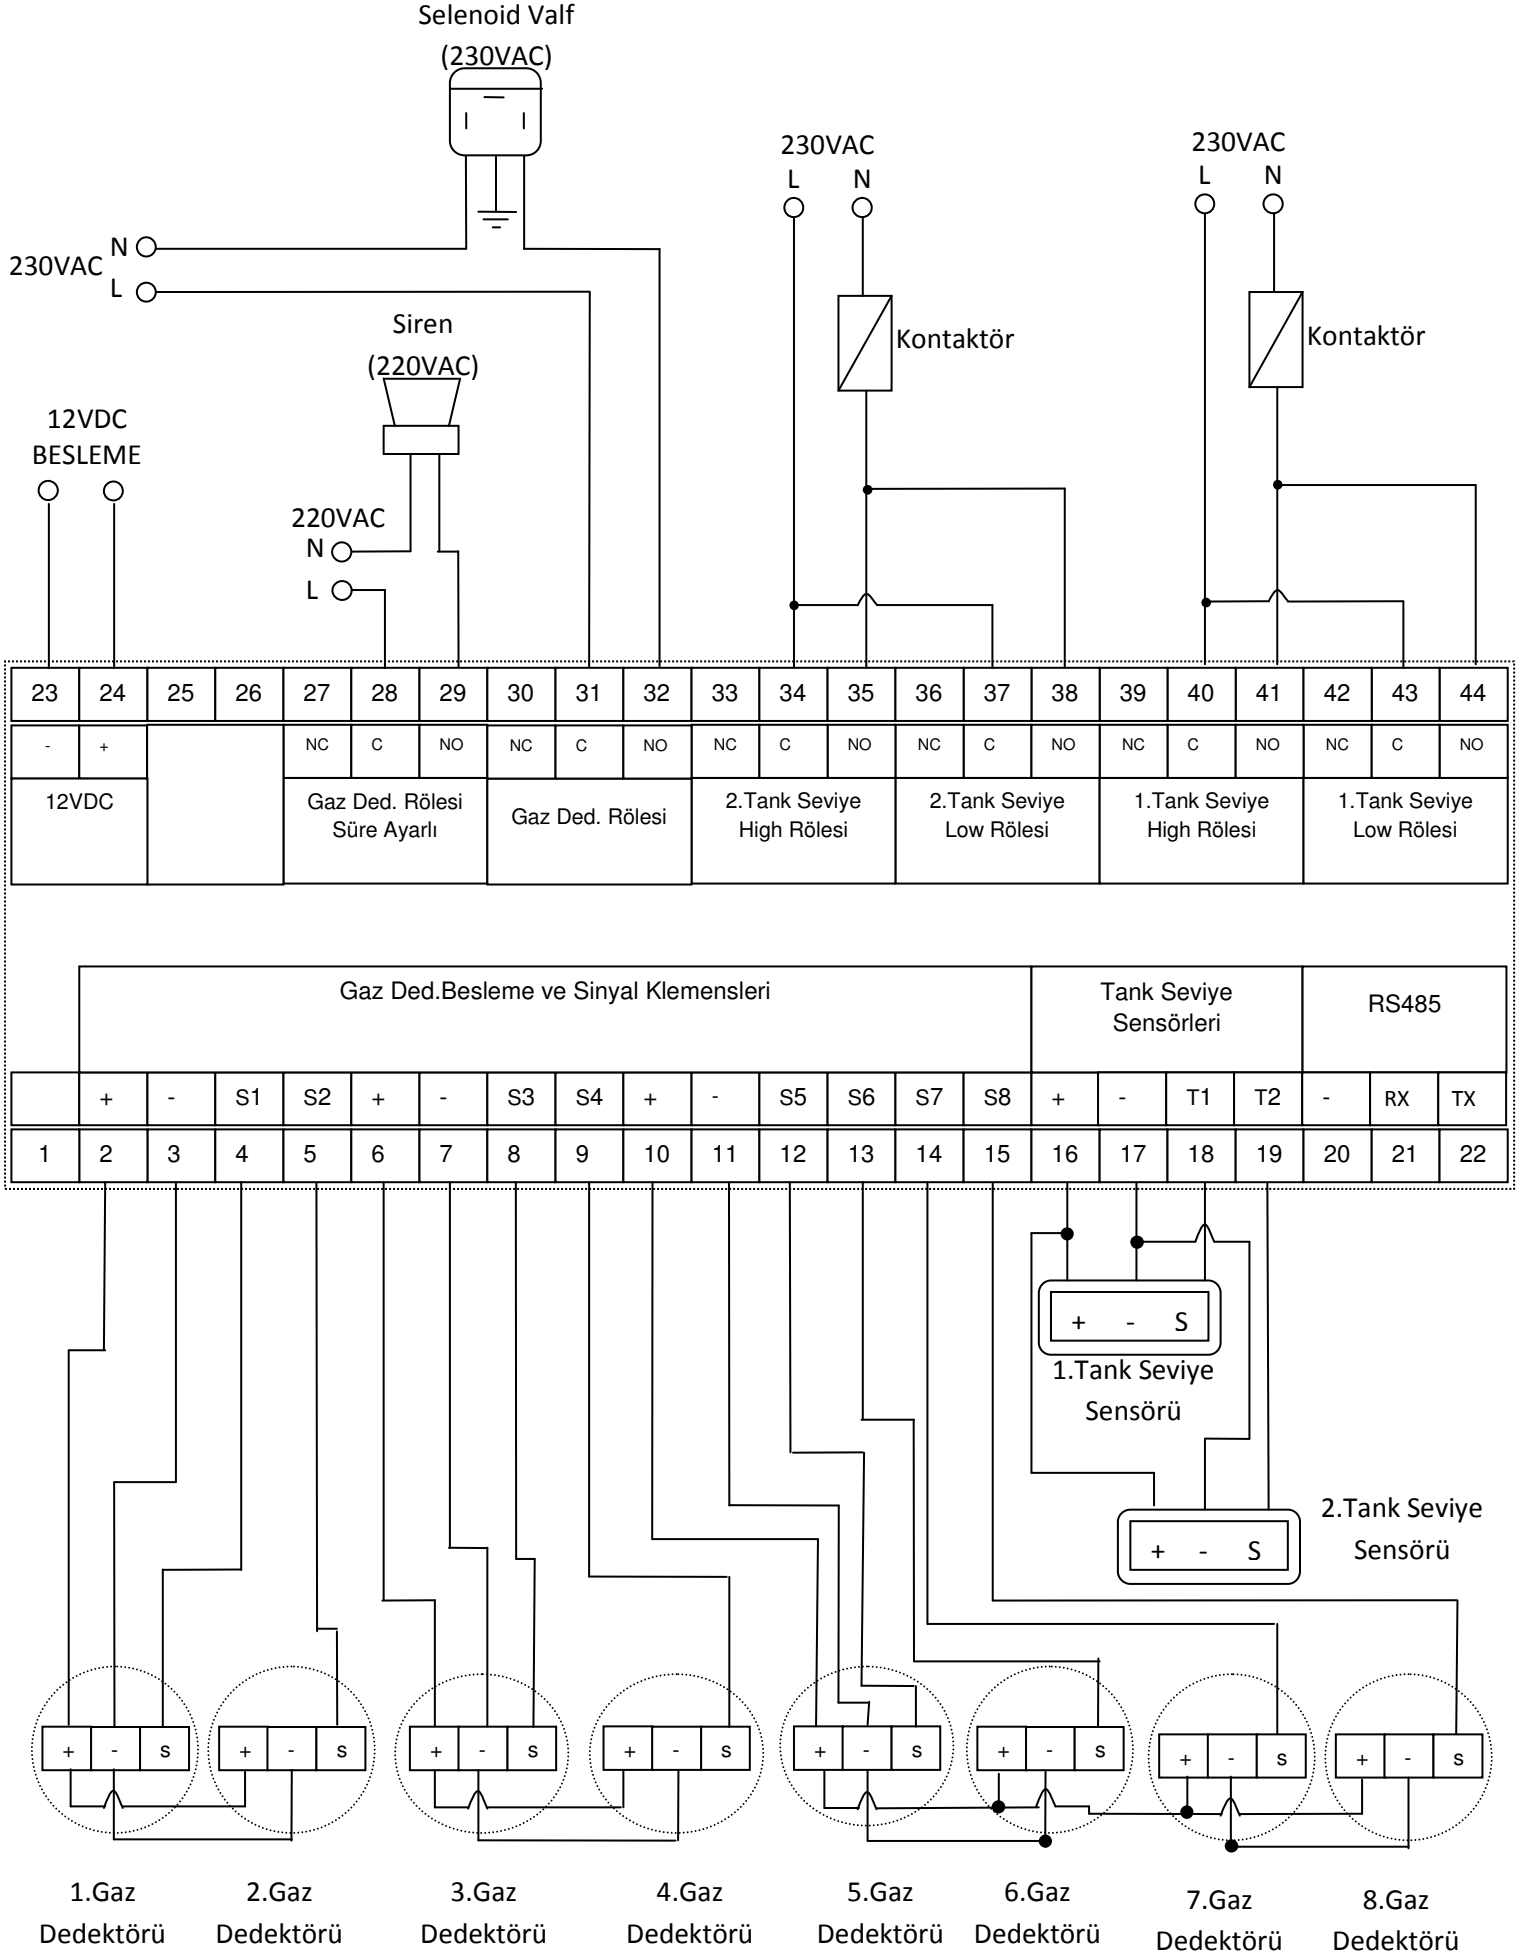 Selenoid Valf
(230VAC)
230VAC
L N
230VAC
L N
N
230VAC
L
Siren
(220VAC)
Kontaktör
Kontaktör
12VDC
BESLEME
220VAC
N
L
23 24 25 26 27 28 29 30 31 32 33 34 35 36 37 38 39 40 41 42 43 44
- + NC C NO NC C NO NC C NO NC C NO NC C NO NC C NO
12VDC
Gaz Ded. Rölesi
Süre Ayarlı
Gaz Ded. Rölesi
2.Tank Seviye
High Rölesi
2.Tank Seviye
Low Rölesi
1.Tank Seviye
High Rölesi
1.Tank Seviye
Low Rölesi
Gaz Ded.Besleme ve Sinyal Klemensleri
Tank Seviye
Sensörleri
RS485
+ - S1 S2 + - S3 S4 + - S5 S6 S7 S8 + - T1 T2 - RX TX
1 2 3 4 5 6 7 8 9 10 11 12 13 14 15 16 17 18 19 20 21 22
+ - S
1.Tank Seviye
Sensörü
+ - S
2.Tank Seviye
Sensörü
+ - s
+ - s
+ - s
+ - s
+ - s
+ - s
+ - s
+ - s
1.Gaz
Dedektörü
2.Gaz
Dedektörü
3.Gaz
Dedektörü
4.Gaz
Dedektörü
5.Gaz
Dedektörü
6.Gaz
Dedektörü
7.Gaz
Dedektörü
8.Gaz
Dedektörü